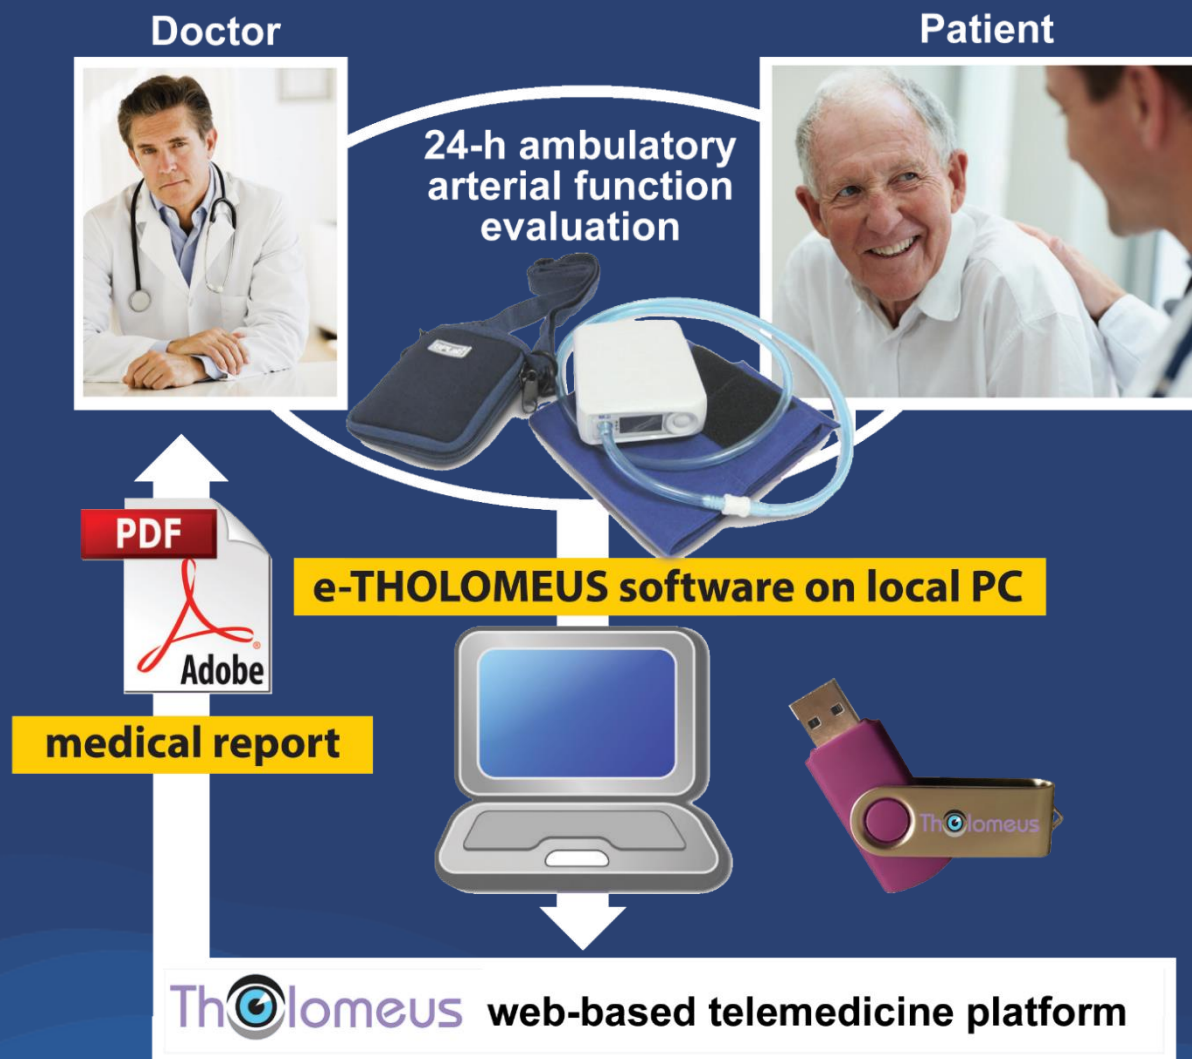 Doctor
Patient
24-h ambulatory
arterial function
evaluation
PDF
Adobe
e-THOLOMEUS software on local PC
medical report
Tholomeus
Tholomeus web-based telemedicine platform